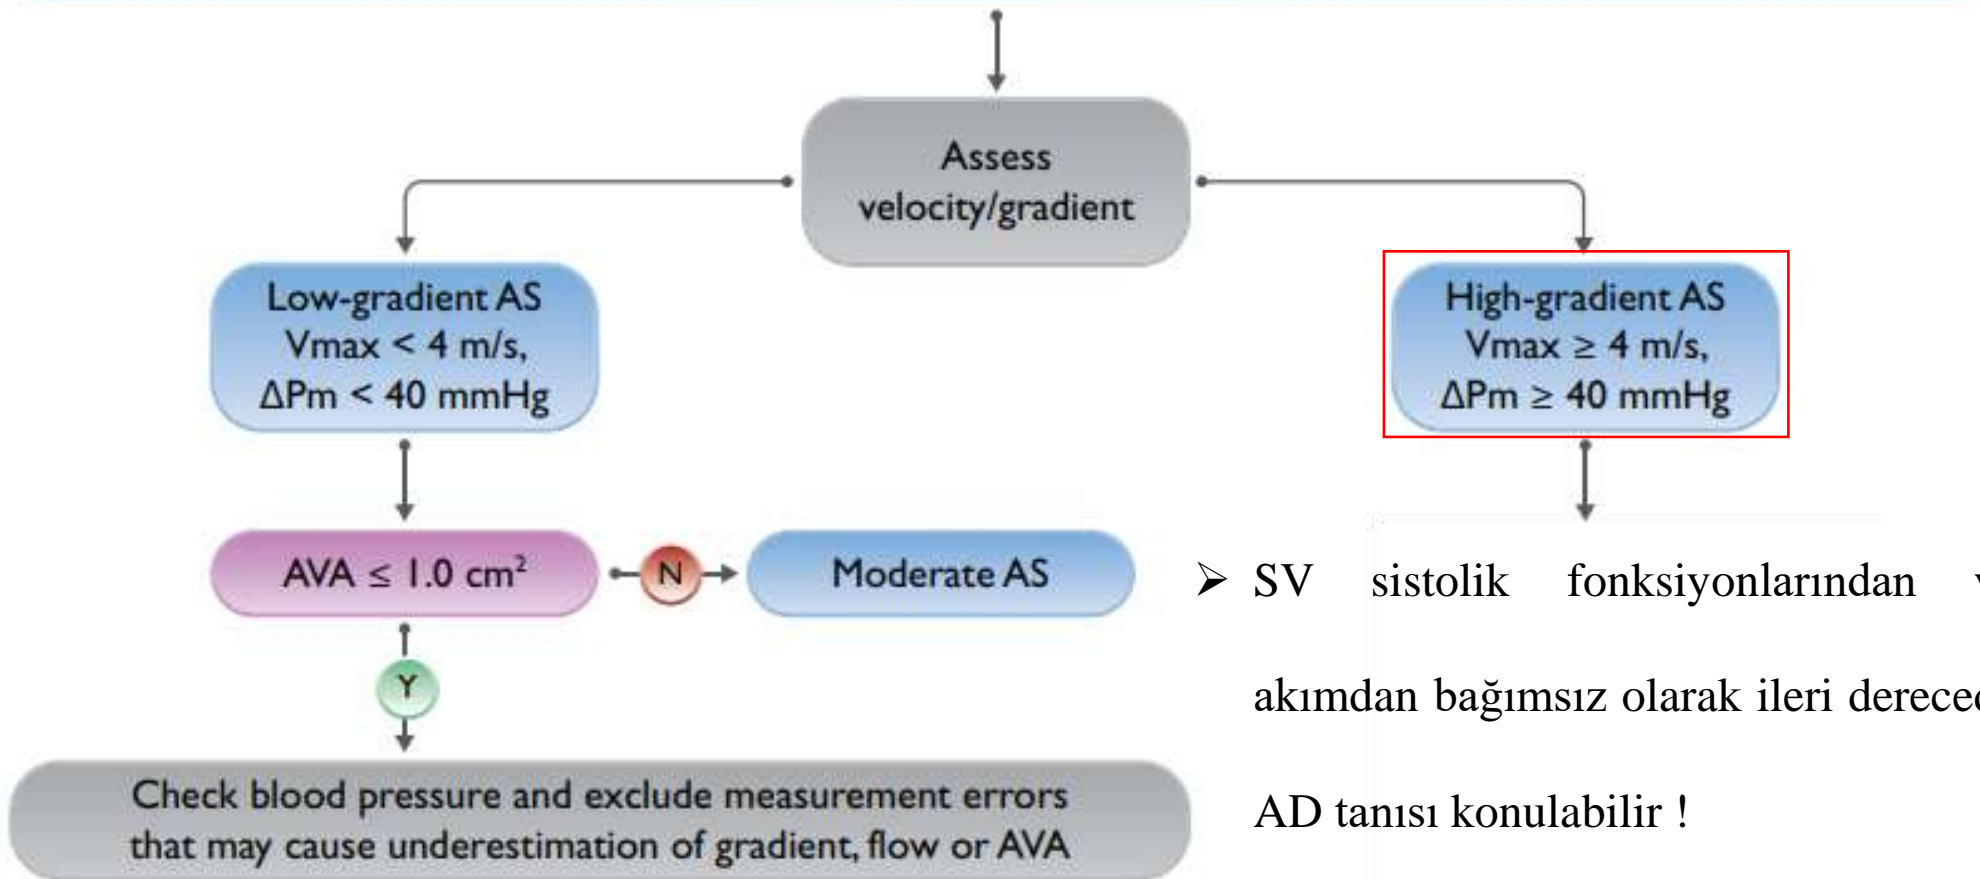 Assess
velocity/gradient
Low-gradient AS
Vmax < 4 m/s,
ΔPm < 40 mmHg
High-gradient AS
Vmax ≥ 4 m/s,
ΔPm ≥ 40 mmHg
AVA ≤ 1.0 cm²
N
Moderate AS
Y
Check blood pressure and exclude measurement errors
that may cause underestimation of gradient, flow or AVA
➢ SV sistolik fonksiyonlarından
akımdan bağımsız olarak ileri
AD tanısı konulabilir !